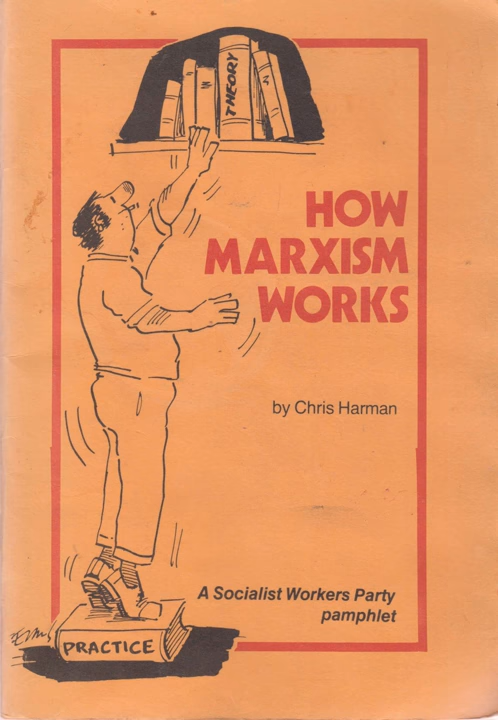 THEORY
HOW
MARXISM
WORKS
by Chris Harman
A Socialist Workers Party
pamphlet
PRACTICE